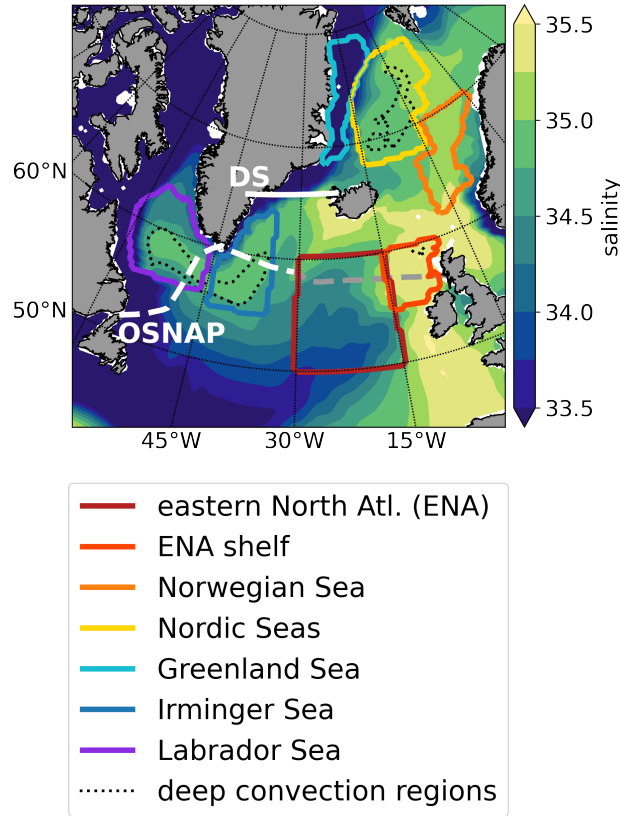 35.5
35.0
34.5
34.0
33.5
salinity
60°N
50°N
DS
OSNAP
45°W 30°W 15°W
eastern North Atl. (ENA)
ENA shelf
Norwegian Sea
Nordic Seas
Greenland Sea
Irminger Sea
Labrador Sea
deep convection regions